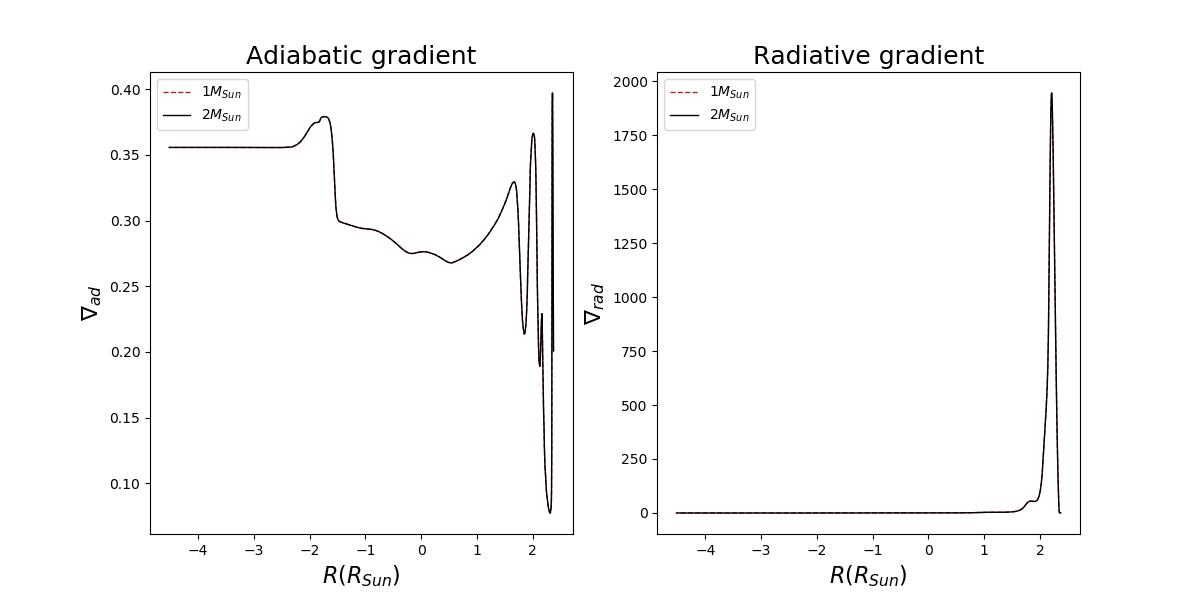 Adiabatic gradient
1M_Sun
2M_Sun
0.40
0.35
0.30
0.25
0.20
0.15
0.10
∇_ad
−4 −3 −2 −1 0 1 2
R(R_Sun)
Radiative gradient
1M_Sun
2M_Sun
2000
1750
1500
1250
1000
750
500
250
0
∇_rad
−4 −3 −2 −1 0 1 2
R(R_Sun)